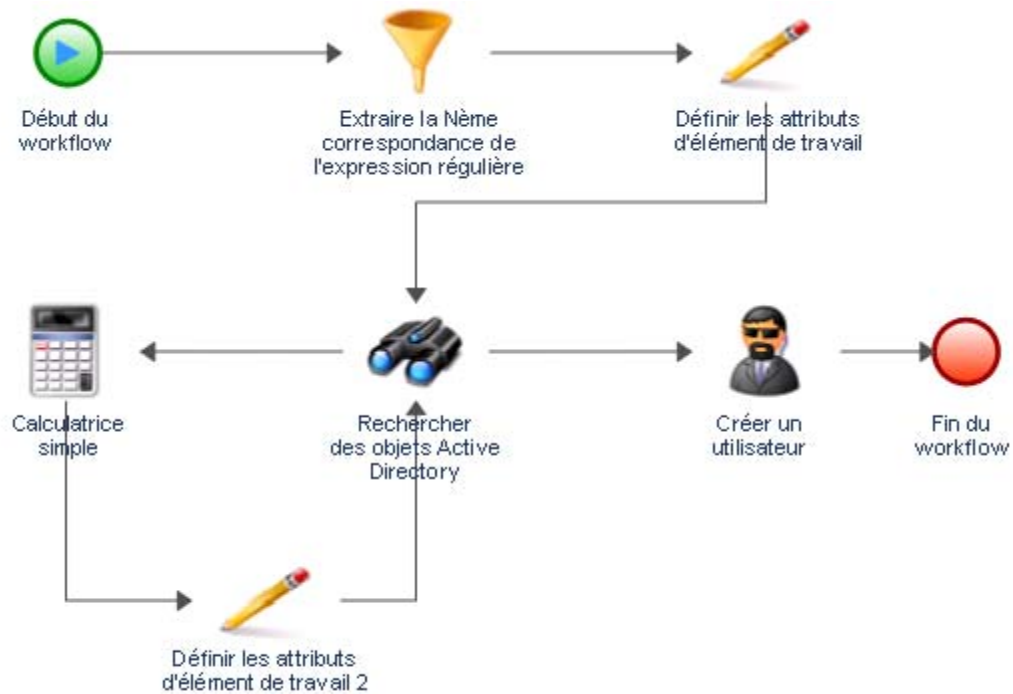 Début du
workflow
Extraire la Nème
correspondance de
l'expression régulière
Définir les attributs
d'élément de travail
Calculatrice
simple
Rechercher
des objets Active
Directory
Créer un
utilisateur
Fin du
workflow
Définir les attributs
d'élément de travail 2